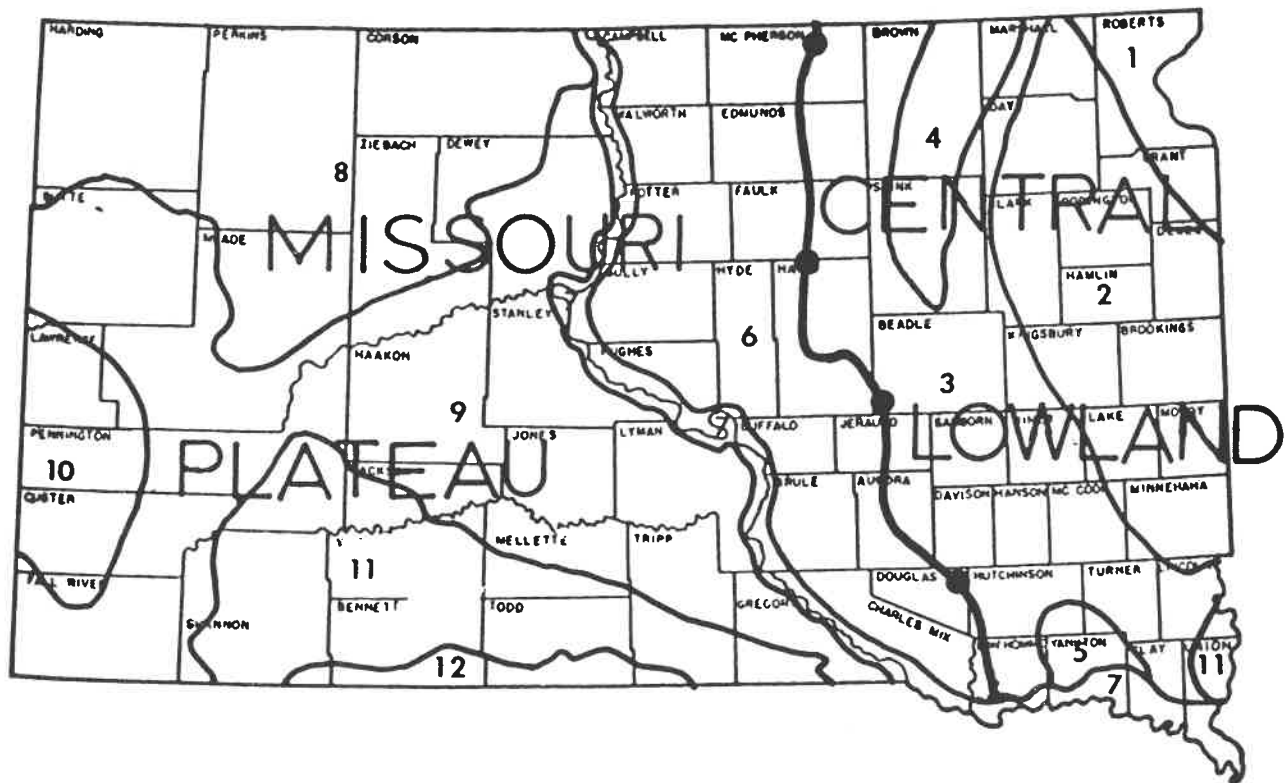 HARDING PERKINS CORSON CAMPBELL MC PHERSON BROWN MARSHALL ROBERTS
1
WALWORTH EDMUNDS DAY
ZIEBACH DEWEY 4 GRANT
8
POTTER FAULK SPINK CLARK
MISSOURI CENTRAL
MEADE
SULLY HYDE HAMLIN
STANLEY 2
BEADLE KINGSBURY BROOKINGS
LAWRENCE HAAKON HUGHES 6
3
9
PENNINGTON JONES LYMAN BUFFALO JERAULD SANBORN LAKE
PLATEAU LOWLAND
10
CUSTER BRULE AURORA DAVISON HANSON MC COOK MINNEHAHA
MELLETTE TRIPP
11
FALL RIVER DOUGLAS HUTCHINSON TURNER
SHANNON BENNETT TODD GREGORY CHARLES MIX
YANKTON CLAY UNION
12 5 11
7